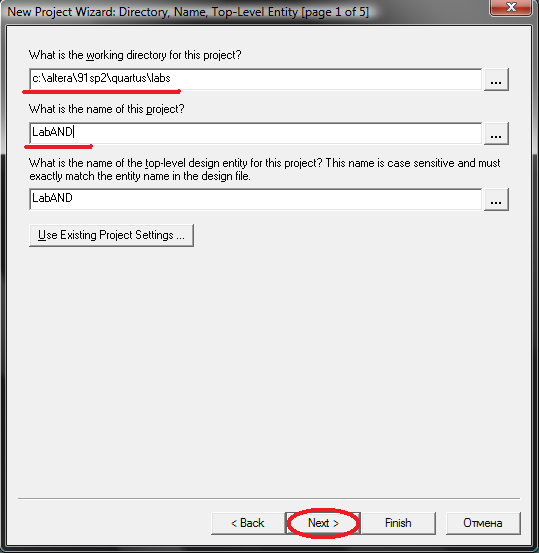 New Project Wizard: Directory, Name, Top-Level Entity [page 1 of 5]
What is the working directory for this project?
c:\altera\91sp2\quartus\labs
...
What is the name of this project?
LabAND
...
What is the name of the top-level design entity for this project? This name is case sensitive and must
exactly match the entity name in the design file.
LabAND
...
Use Existing Project Settings ...
< Back
Next >
Finish
Отмена